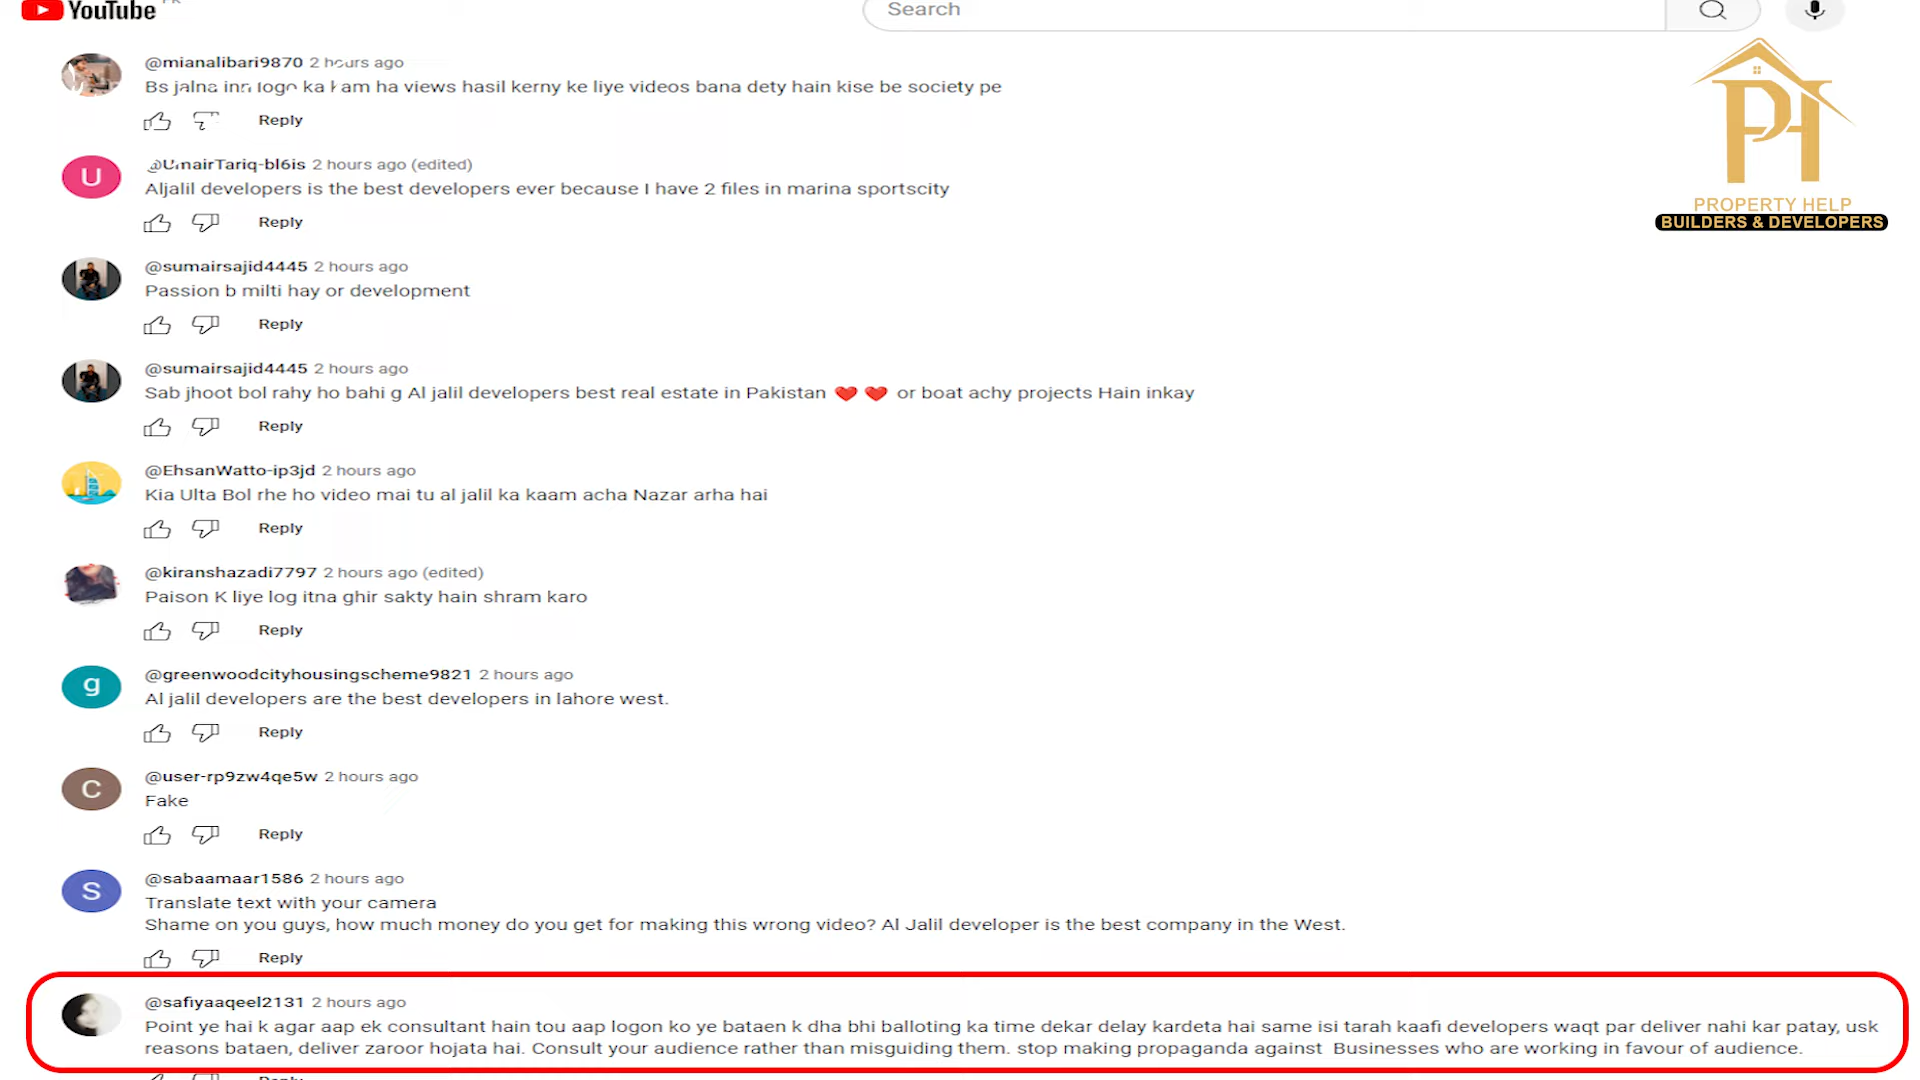 YouTube
Search
@mianalibari9870 2 hours ago
Bs jalna inn logo ka kam ha views hasil kerny ke liye videos bana dety hain kise be society pe
Reply
PROPERTY HELP
BUILDERS & DEVELOPERS
@UmairTariq-bl6is 2 hours ago (edited)
Aljalil developers is the best developers ever because I have 2 files in marina sportscity
Reply
@sumairsajid4445 2 hours ago
Passion b milti hay or development
Reply
@sumairsajid4445 2 hours ago
Sab jhoot bol rahy ho bahi g Al jalil developers best real estate in Pakistan ❤️ ❤️ or boat achy projects Hain inkay
Reply
@EhsanWatto-ip3jd 2 hours ago
Kia Ulta Bol rhe ho video mai tu al jalil ka kaam acha Nazar arha hai
Reply
@kiranshazadi7797 2 hours ago (edited)
Paison K liye log itna ghir sakty hain shram karo
Reply
g
@greenwoodcityhousingscheme9821 2 hours ago
Al jalil developers are the best developers in lahore west.
Reply
C
@user-rp9zw4qe5w 2 hours ago
Fake
Reply
S
@sabaamaar1586 2 hours ago
Translate text with your camera
Shame on you guys, how much money do you get for making this wrong video? Al Jalil developer is the best company in the West.
Reply
@safiyaaqeel2131 2 hours ago
Point ye hai k agar aap ek consultant hain tou aap logon ko ye bataen k dha bhi balloting ka time dekar delay kardeta hai same isi tarah kaafi developers waqt par deliver nahi kar patay, usk
reasons bataen, deliver zaroor hojata hai. Consult your audience rather than misguiding them. stop making propaganda against Businesses who are working in favour of audience.